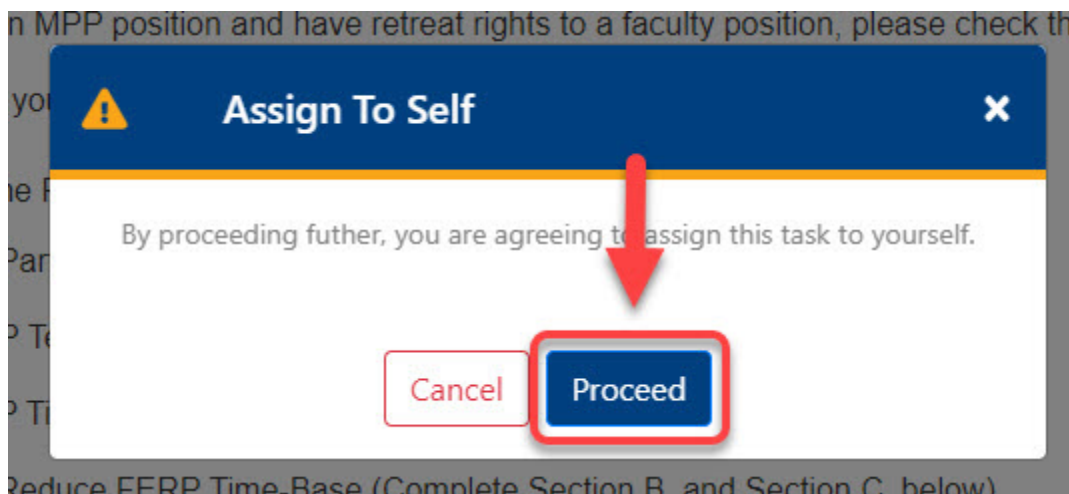 n MPP position and have retreat rights to a faculty position, please check th
you
Assign To Self
By proceeding futher, you are agreeing to assign this task to yourself.
Cancel
Proceed
Reduce FERP Time-Base (Complete Section B, and Section C, below)